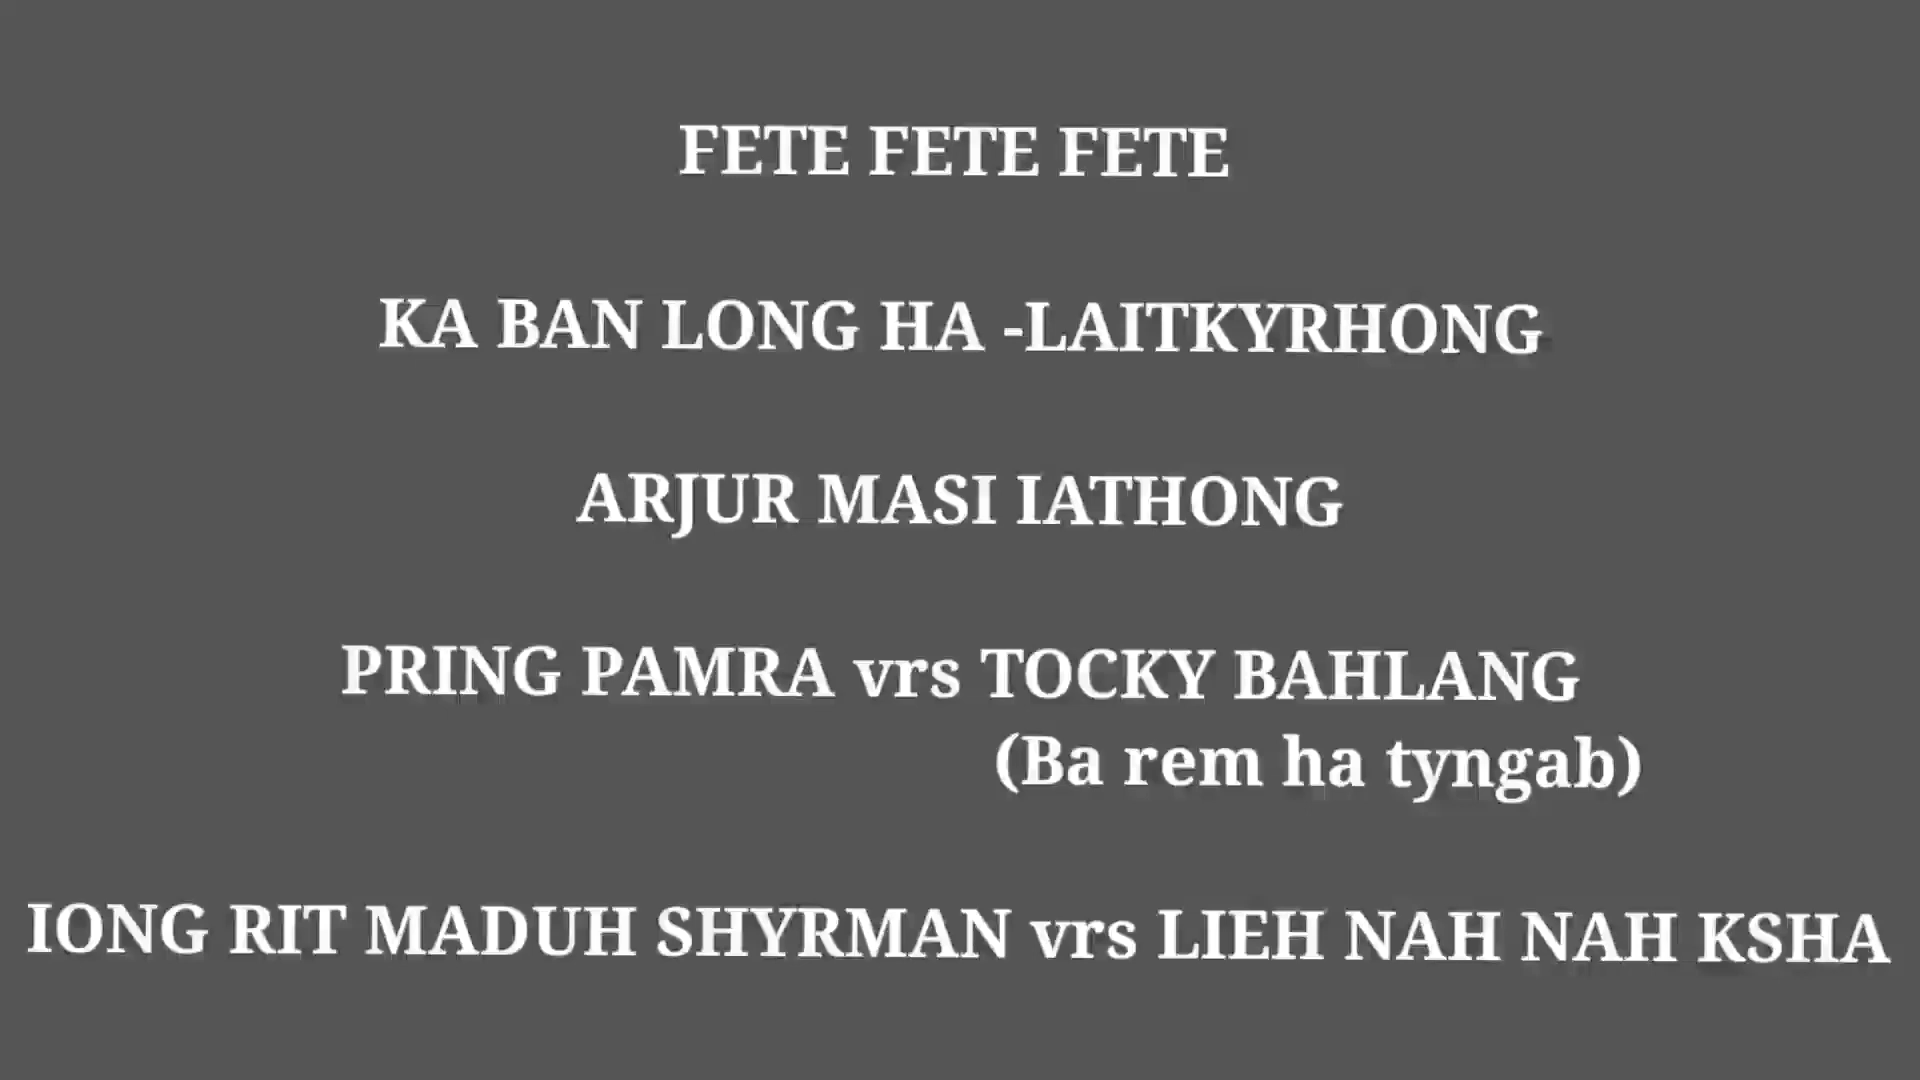 FETE FETE FETE
KA BAN LONG HA -LAITKYRHONG
ARJUR MASI IATHONG
PRING PAMRA vrs TOCKY BAHLANG
(Ba rem ha tyngab)
IONG RIT MADUH SHYRMAN vrs LIEH NAH NAH KSHA